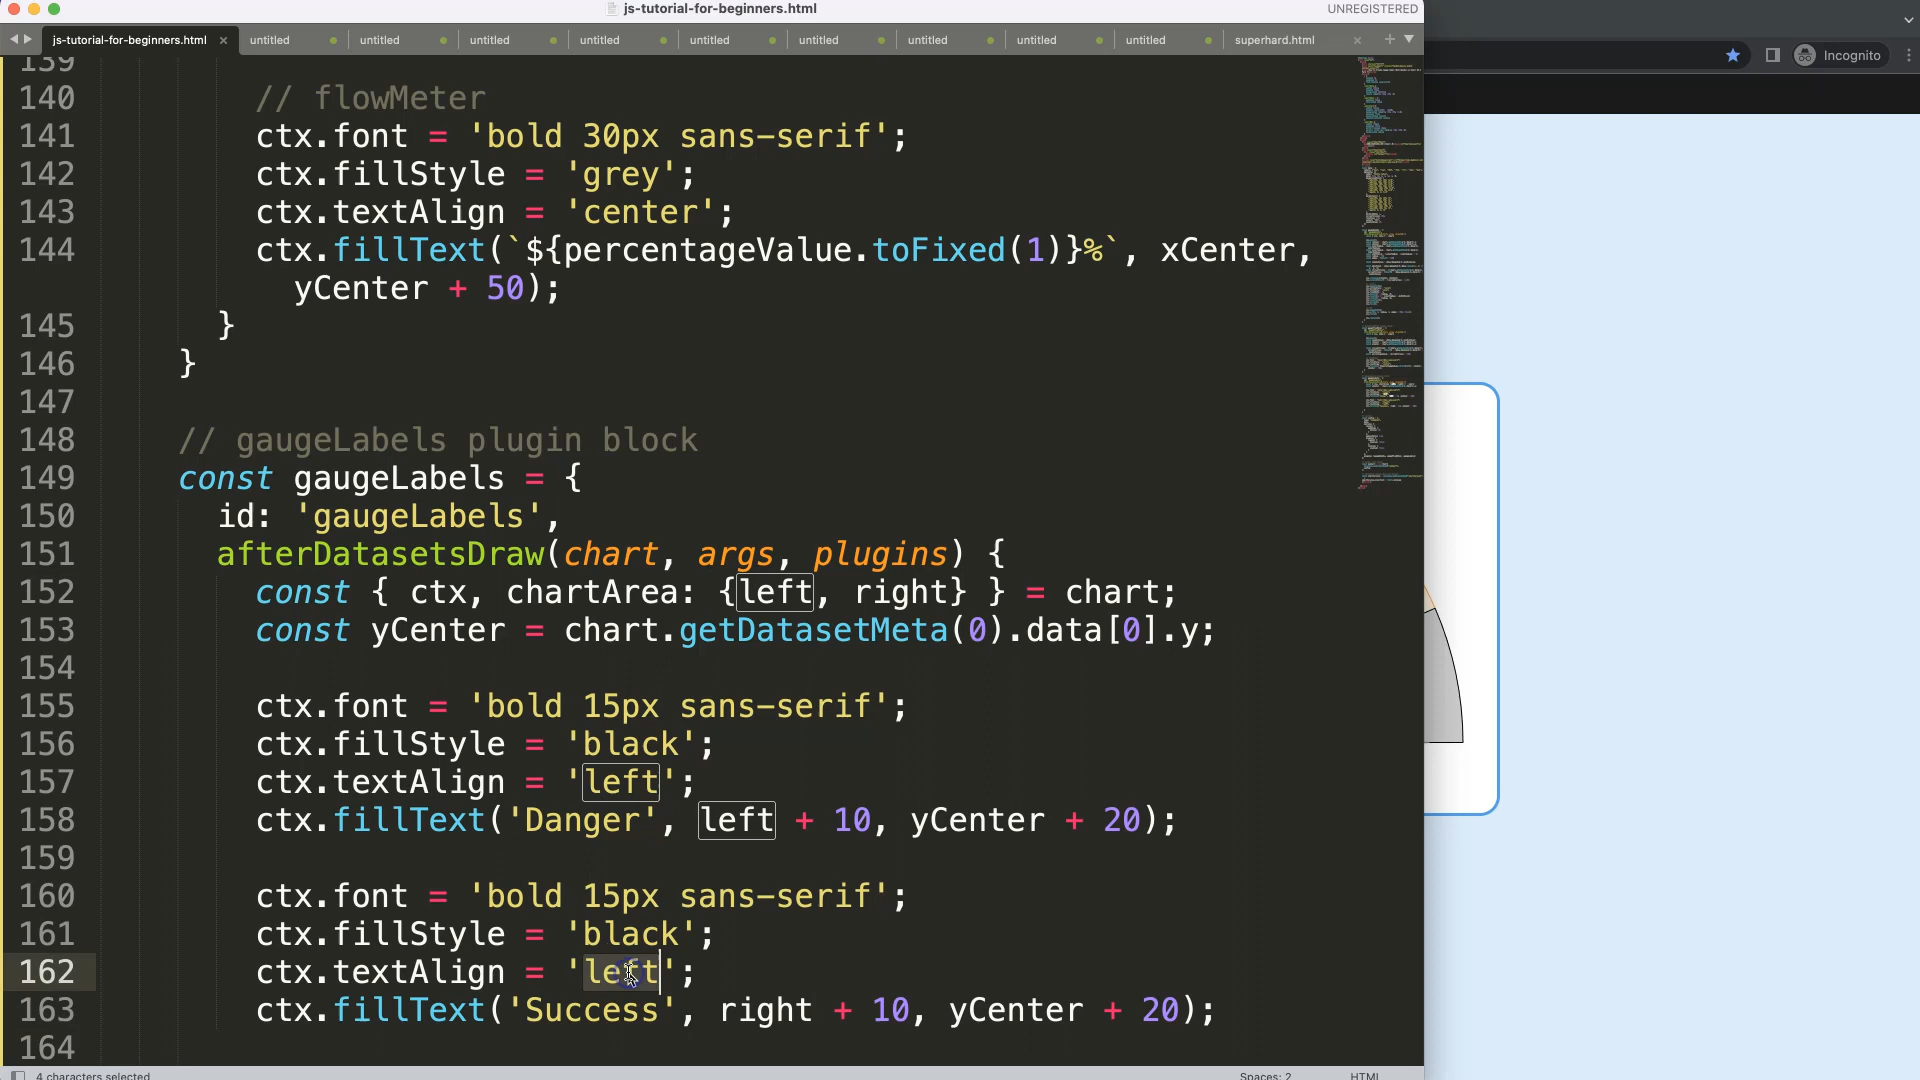 js-tutorial-for-beginners.html
UNREGISTERED
js-tutorial-for-beginners.html × untitled untitled untitled untitled untitled untitled untitled untitled untitled superhard.html × +
Incognito
139
140 // flowMeter
141 ctx.font = 'bold 30px sans-serif';
142 ctx.fillStyle = 'grey';
143 ctx.textAlign = 'center';
144 ctx.fillText(`${percentageValue.toFixed(1)}%`, xCenter,
yCenter + 50);
145 }
146 }
147
148 // gaugeLabels plugin block
149 const gaugeLabels = {
150 id: 'gaugeLabels',
151 afterDatasetsDraw(chart, args, plugins) {
152 const { ctx, chartArea: {left, right} } = chart;
153 const yCenter = chart.getDatasetMeta(0).data[0].y;
154
155 ctx.font = 'bold 15px sans-serif';
156 ctx.fillStyle = 'black';
157 ctx.textAlign = 'left';
158 ctx.fillText('Danger', left + 10, yCenter + 20);
159
160 ctx.font = 'bold 15px sans-serif';
161 ctx.fillStyle = 'black';
162 ctx.textAlign = 'left';
163 ctx.fillText('Success', right + 10, yCenter + 20);
164
4 characters selected
Spaces: 2
HTML